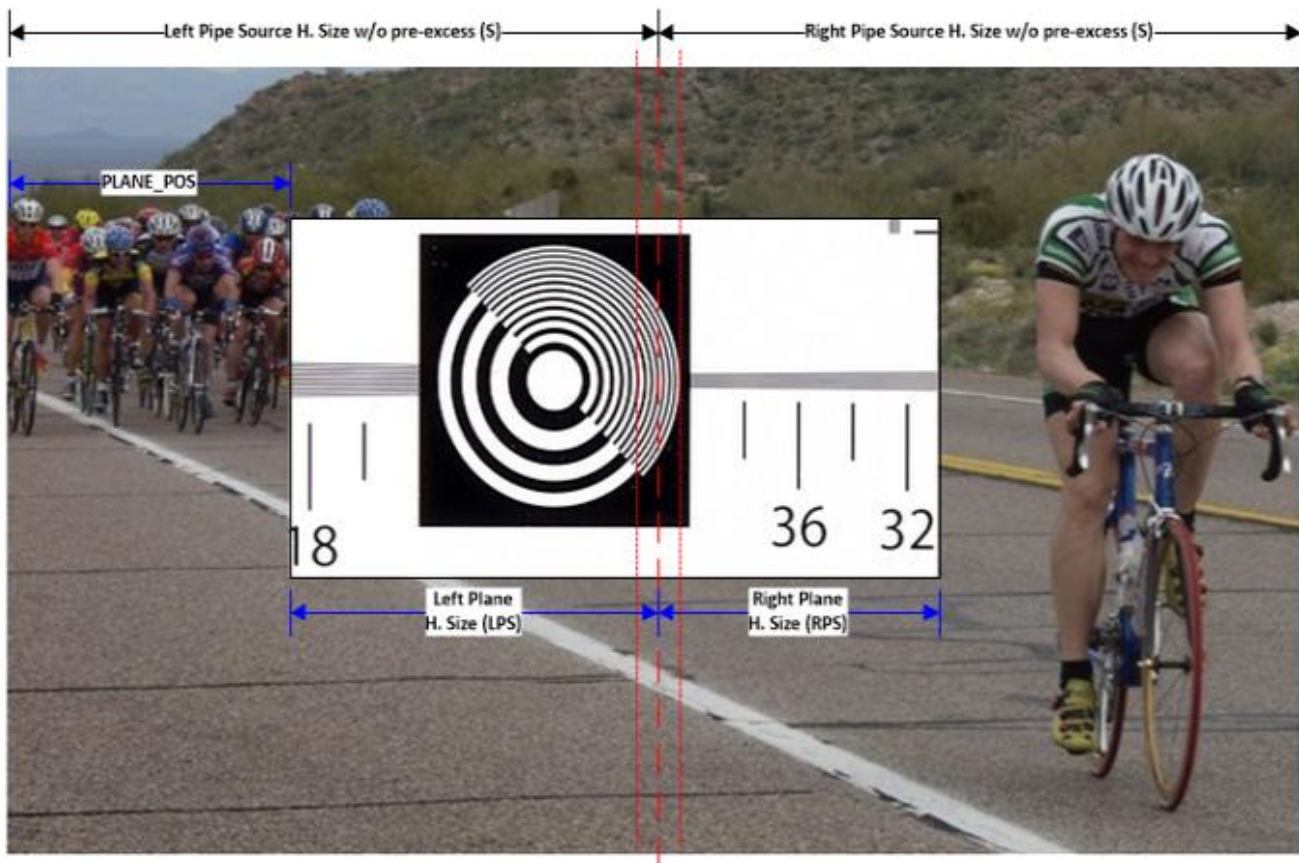 Left Pipe Source H. Size w/o pre-excess (S)
Right Pipe Source H. Size w/o pre-excess (S)
PLANE_POS
18
36
32
Left Plane
H. Size (LPS)
Right Plane
H. Size (RPS)